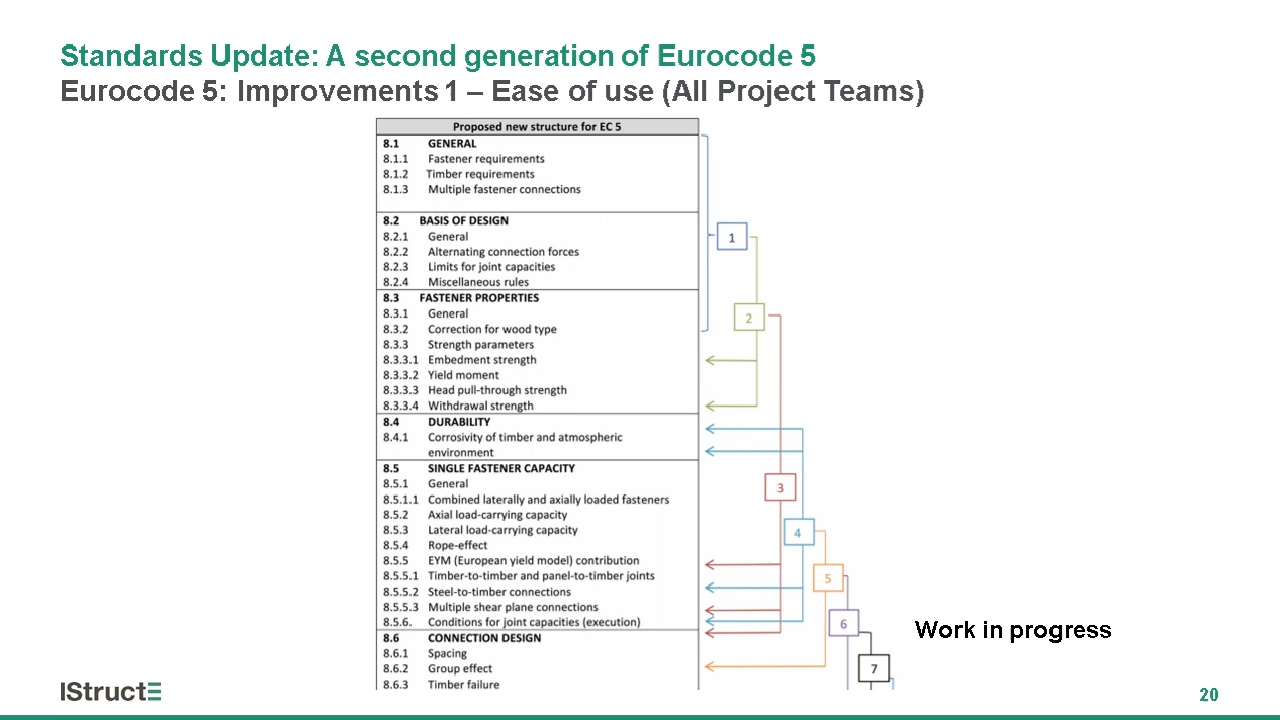 Standards Update: A second generation of Eurocode 5
Eurocode 5: Improvements 1 – Ease of use (All Project Teams)
Proposed new structure for EC 5
8.1 GENERAL
8.1.1 Fastener requirements
8.1.2 Timber requirements
8.1.3 Multiple fastener connections
8.2 BASIS OF DESIGN
8.2.1 General
8.2.2 Alternating connection forces
8.2.3 Limits for joint capacities
8.2.4 Miscellaneous rules
8.3 FASTENER PROPERTIES
8.3.1 General
8.3.2 Correction for wood type
8.3.3 Strength parameters
8.3.3.1 Embedment strength
8.3.3.2 Yield moment
8.3.3.3 Head pull-through strength
8.3.3.4 Withdrawal strength
8.4 DURABILITY
8.4.1 Corrosivity of timber and atmospheric
environment
8.5 SINGLE FASTENER CAPACITY
8.5.1 General
8.5.1.1 Combined laterally and axially loaded fasteners
8.5.2 Axial load-carrying capacity
8.5.3 Lateral load-carrying capacity
8.5.4 Rope-effect
8.5.5 EYM (European yield model) contribution
8.5.5.1 Timber-to-timber and panel-to-timber joints
8.5.5.2 Steel-to-timber connections
8.5.5.3 Multiple shear plane connections
8.5.6. Conditions for joint capacities (execution)
8.6 CONNECTION DESIGN
8.6.1 Spacing
8.6.2 Group effect
8.6.3 Timber failure
1
2
3
4
5
6
7
Work in progress
IStructE
20